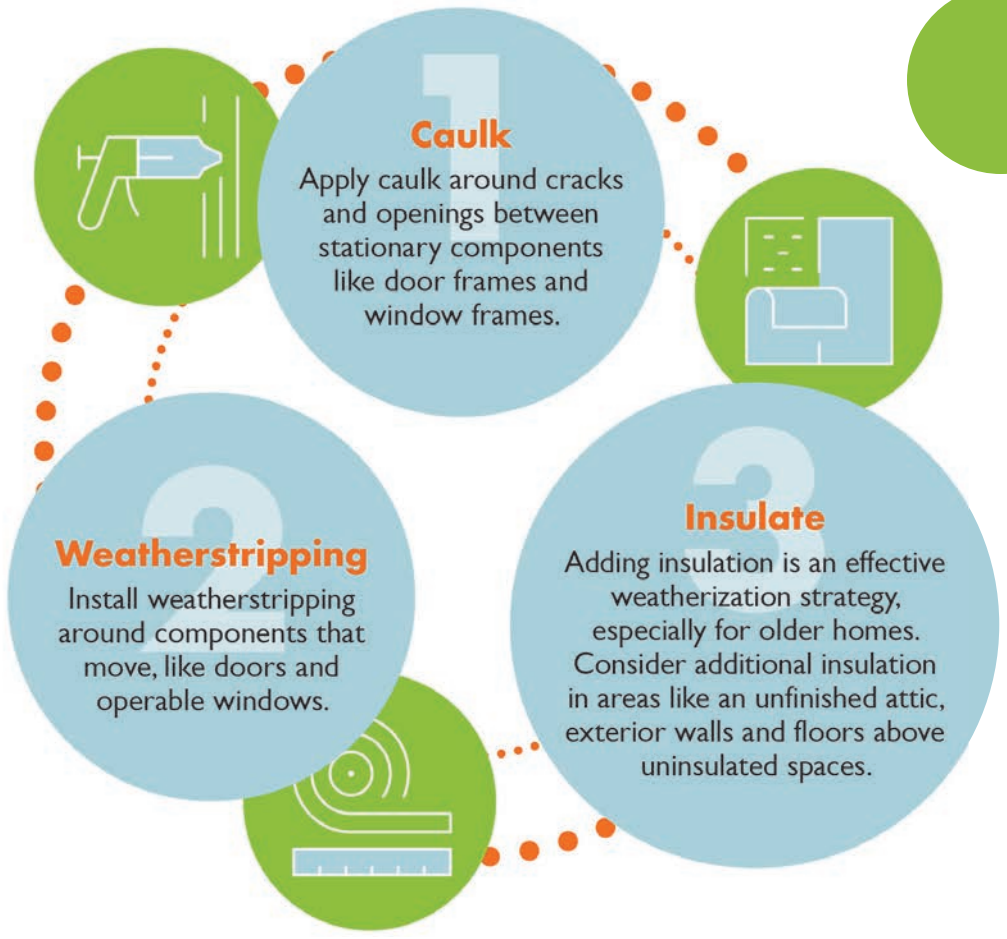 1
Caulk
Apply caulk around cracks
and openings between
stationary components
like door frames and
window frames.
2
Weatherstripping
Install weatherstripping
around components that
move, like doors and
operable windows.
3
Insulate
Adding insulation is an effective
weatherization strategy,
especially for older homes.
Consider additional insulation
in areas like an unfinished attic,
exterior walls and floors above
uninsulated spaces.